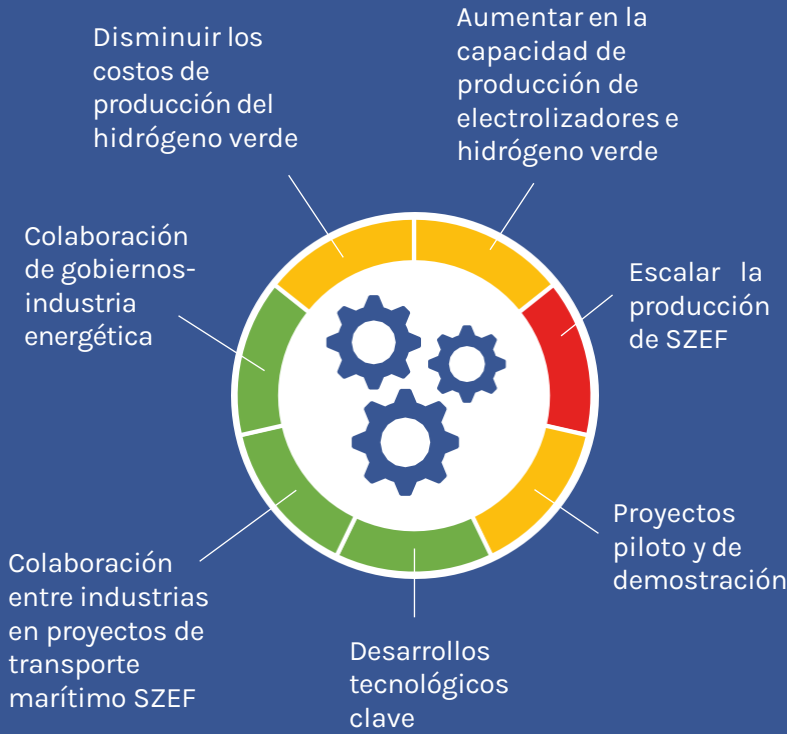 Disminuir los
costos de
producción del
hidrógeno verde
Aumentar en la
capacidad de
producción de
electrolizadores e
hidrógeno verde
Colaboración
de gobiernos-
industria
energética
Escalar la
producción
de SZEF
Proyectos
piloto y de
demostración
Colaboración
entre industrias
en proyectos de
transporte
marítimo SZEF
Desarrollos
tecnológicos
clave